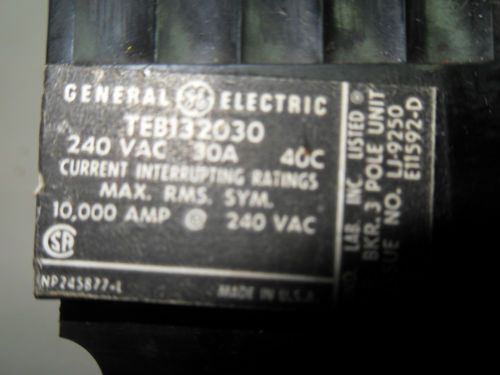 GENERAL GE ELECTRIC
TEB132030
240 VAC 30A 40C
CURRENT INTERRUPTING RATINGS
MAX. RMS. SYM.
10,000 AMP @ 240 VAC
NP245877-L MADE IN U.S.A.
LAB. INC. LISTED
BKR. 3 POLE UNIT
NO. LJ-9250
E11592-D